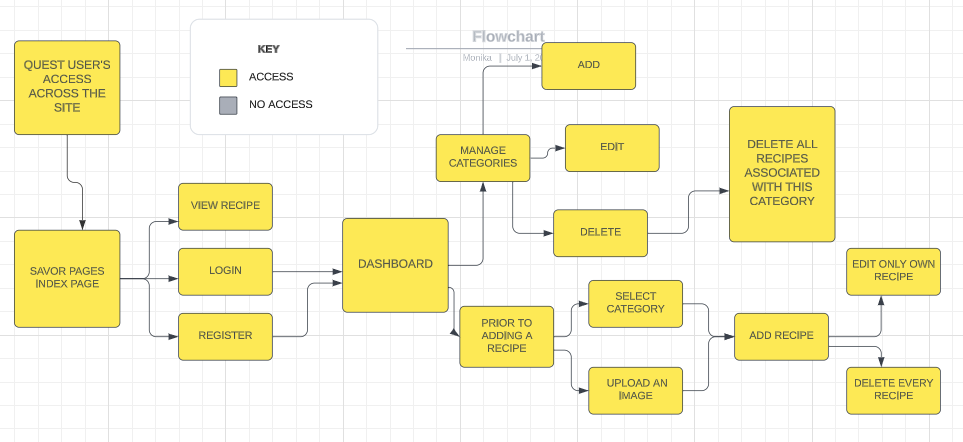 QUEST USER'S
ACCESS
ACROSS THE
SITE
KEY
ACCESS
NO ACCESS
Flowchart
Monika | July 1, 2
ADD
MANAGE
CATEGORIES
EDIT
DELETE
DELETE ALL
RECIPES
ASSOCIATED
WITH THIS
CATEGORY
SAVOR PAGES
INDEX PAGE
VIEW RECIPE
LOGIN
REGISTER
DASHBOARD
PRIOR TO
ADDING A
RECIPE
SELECT
CATEGORY
UPLOAD AN
IMAGE
ADD RECIPE
EDIT ONLY OWN
RECIPE
DELETE EVERY
RECIPE